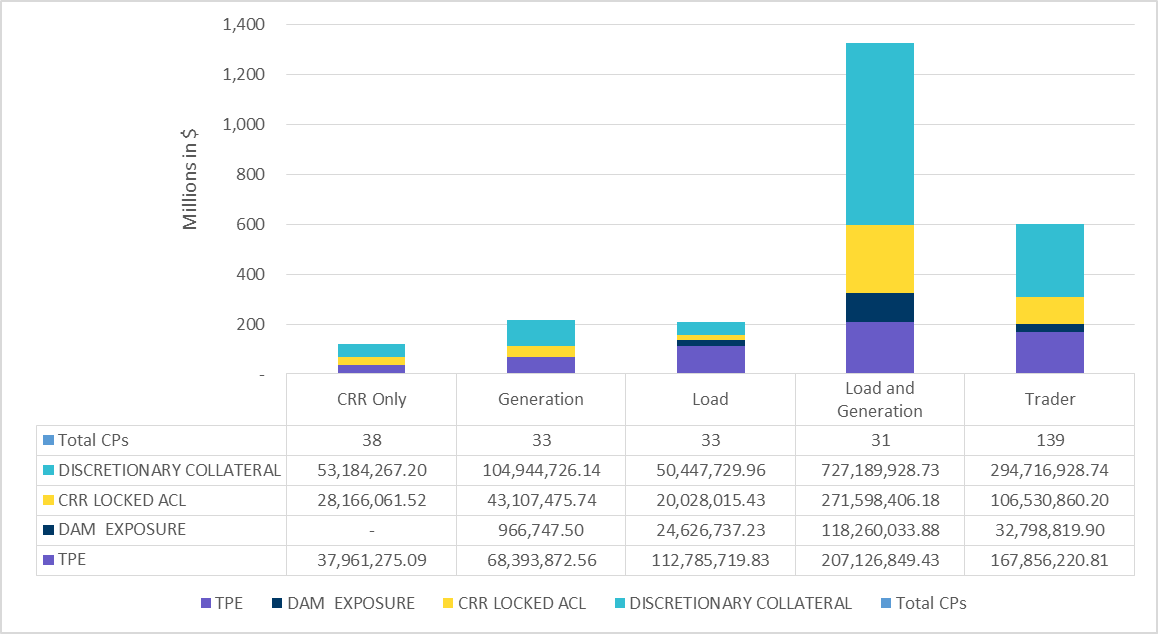 1,400
1,200
1,000
800
600
400
200
-
Millions in $
CRR Only Generation Load Load and Generation Trader
Total CPs 38 33 33 31 139
DISCRETIONARY COLLATERAL 53,184,267.20 104,944,726.14 50,447,729.96 727,189,928.73 294,716,928.74
CRR LOCKED ACL 28,166,061.52 43,107,475.74 20,028,015.43 271,598,406.18 106,530,860.20
DAM  EXPOSURE - 966,747.50 24,626,737.23 118,260,033.88 32,798,819.90
TPE 37,961,275.09 68,393,872.56 112,785,719.83 207,126,849.43 167,856,220.81
TPE DAM  EXPOSURE CRR LOCKED ACL DISCRETIONARY COLLATERAL Total CPs